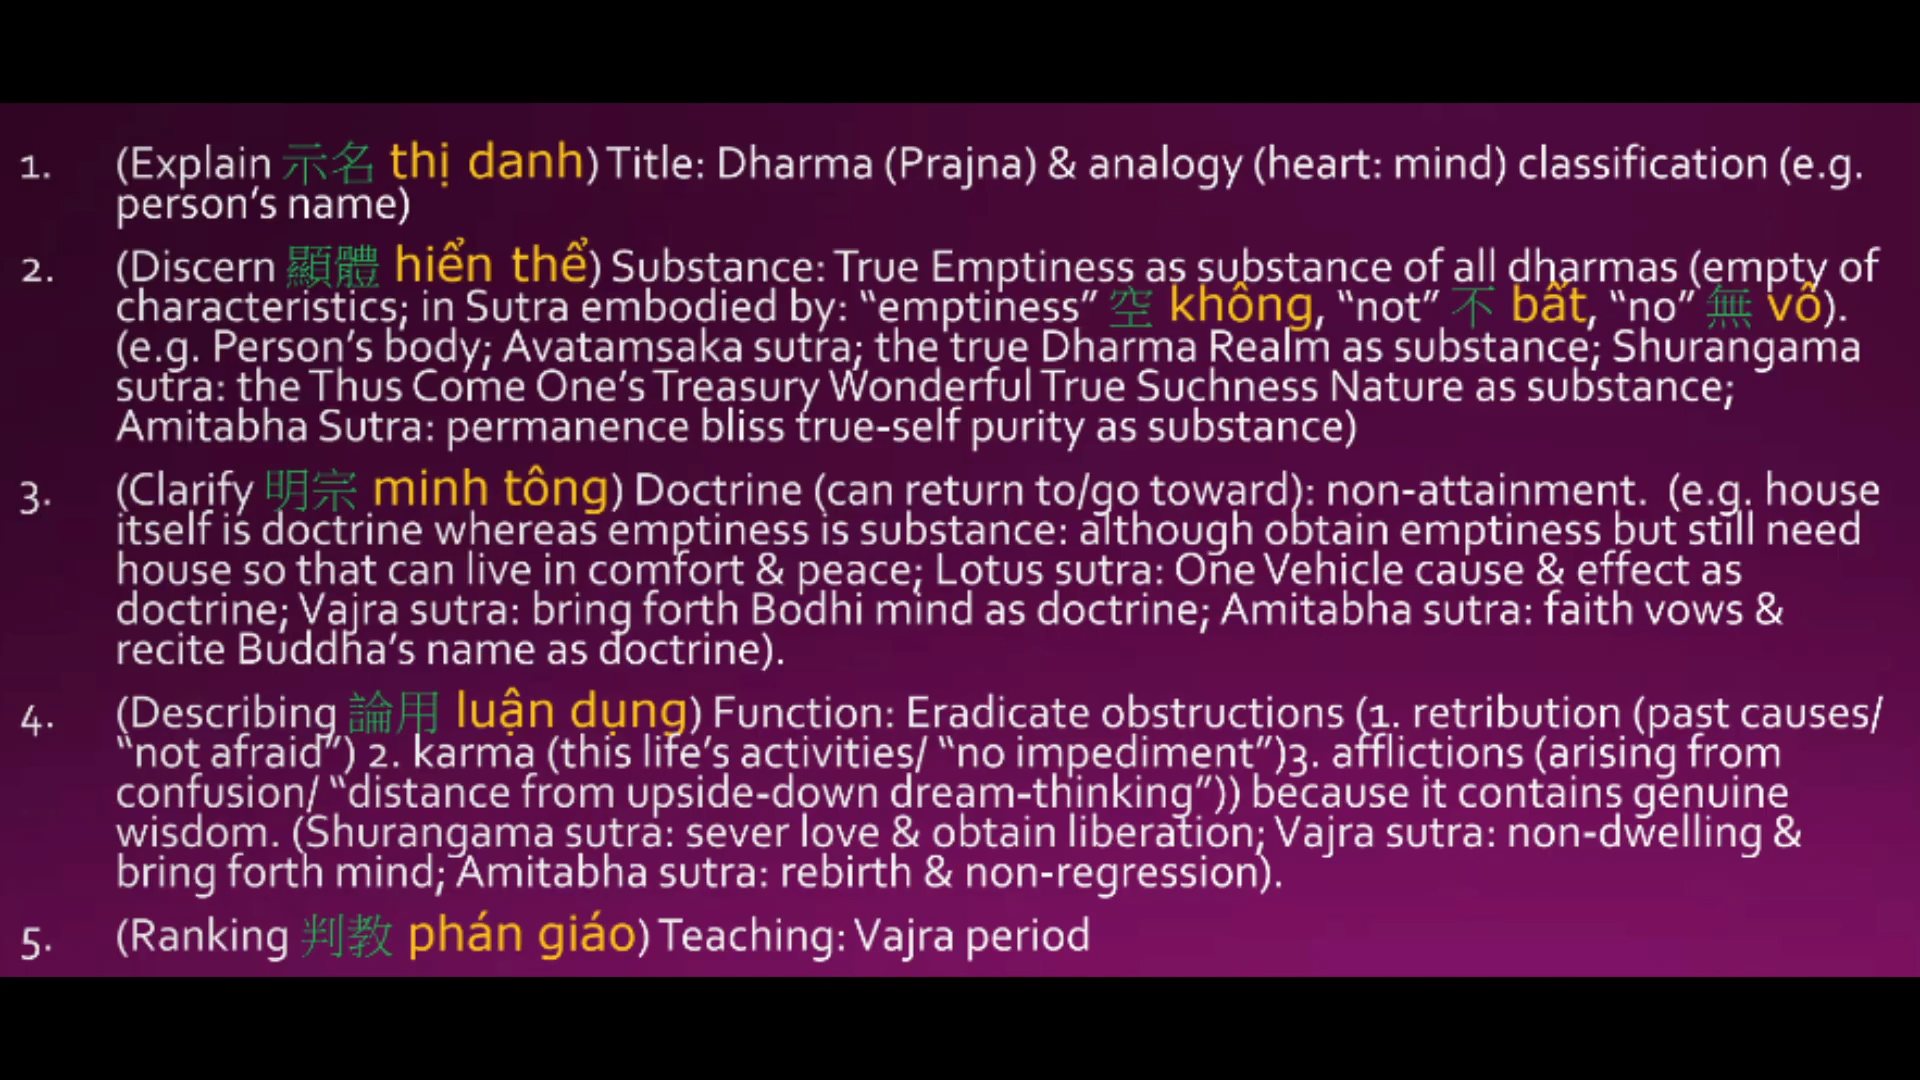 1. (Explain 示名 thị danh) Title: Dharma (Prajna) & analogy (heart: mind) classification (e.g.
person’s name)
2. (Discern 顯體 hiển thể) Substance: True Emptiness as substance of all dharmas (empty of
characteristics; in Sutra embodied by: “emptiness” 空 không, “not” 不 bất, “no” 無 vô).
(e.g. Person’s body; Avatamsaka sutra; the true Dharma Realm as substance; Shurangama
sutra: the Thus Come One’s Treasury Wonderful True Suchness Nature as substance;
Amitabha Sutra: permanence bliss true-self purity as substance)
3. (Clarify 明宗 minh tông) Doctrine (can return to/go toward): non-attainment. (e.g. house
itself is doctrine whereas emptiness is substance: although obtain emptiness but still need
house so that can live in comfort & peace; Lotus sutra: One Vehicle cause & effect as
doctrine; Vajra sutra: bring forth Bodhi mind as doctrine; Amitabha sutra: faith vows &
recite Buddha’s name as doctrine).
4. (Describing 論用 luận dụng) Function: Eradicate obstructions (1. retribution (past causes/
“not afraid”) 2. karma (this life’s activities/ “no impediment”)3. afflictions (arising from
confusion/ “distance from upside-down dream-thinking”)) because it contains genuine
wisdom. (Shurangama sutra: sever love & obtain liberation; Vajra sutra: non-dwelling &
bring forth mind; Amitabha sutra: rebirth & non-regression).
5. (Ranking 判教 phán giáo) Teaching: Vajra period